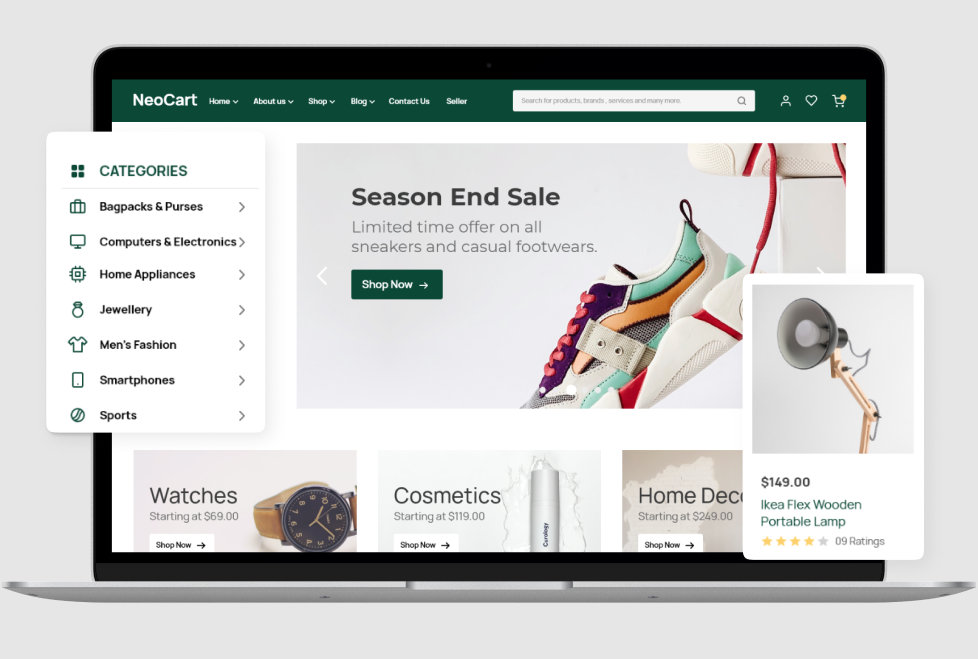 NeoCart Home About us Shop Blog Contact Us Seller Search for products, brands , services and many more.
CATEGORIES
Bagpacks & Purses
Computers & Electronics
Home Appliances
Jewellery
Men's Fashion
Smartphones
Sports
Season End Sale
Limited time offer on all
sneakers and casual footwears.
Shop Now →
Watches
Starting at $69.00
Shop Now →
Cosmetics
Starting at $119.00
Shop Now →
Curology
Home Deco
Starting at $249.00
Shop Now →
$149.00
Ikea Flex Wooden
Portable Lamp
09 Ratings